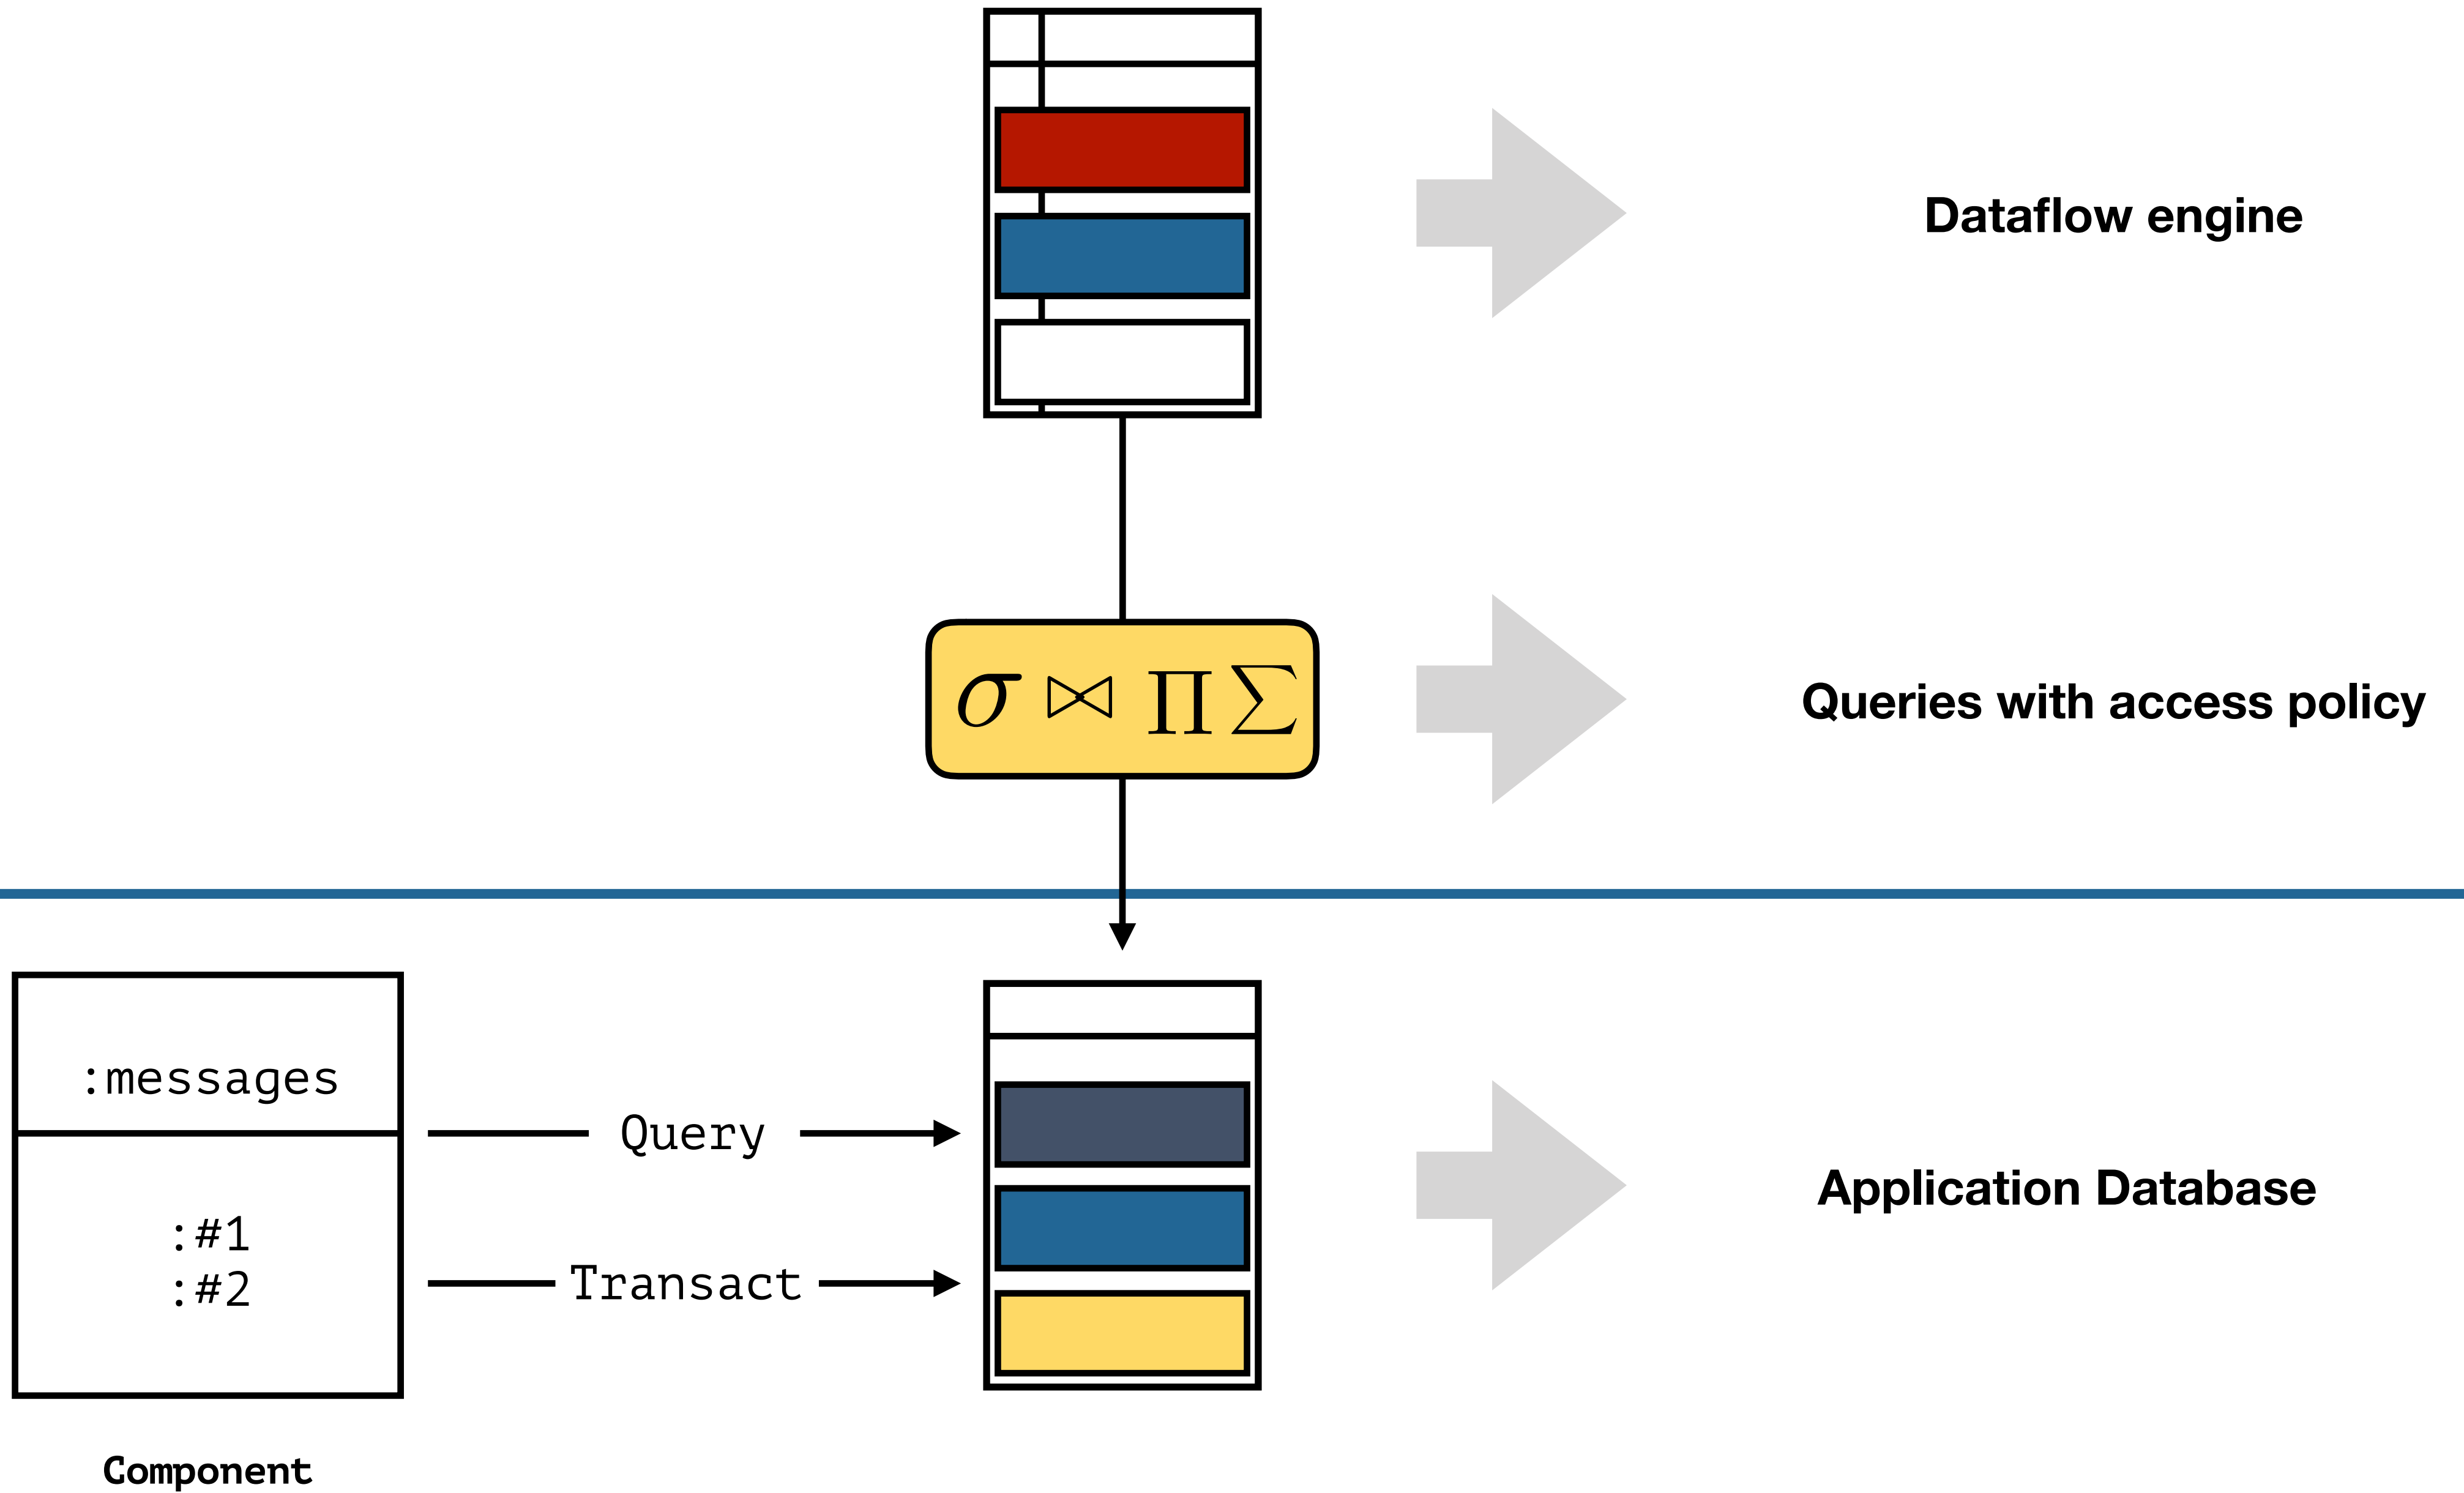 Dataflow engine
σ ⋈ Π ∑
Queries with access policy
:messages
Query
:#1
:#2
Transact
Application Database
Component